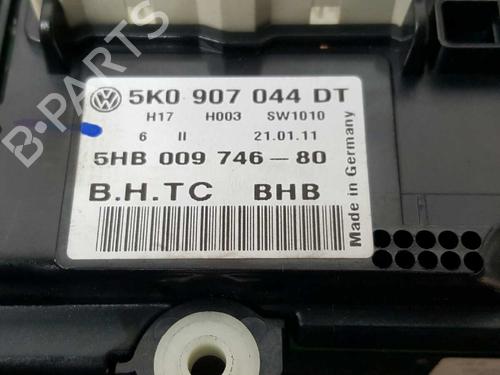 5K0 907 044 DT
H17 H003 SW1010
6 II 21.01.11
5HB 009 746-80
B.H.TC BHB
Made in Germany
B-PARTS